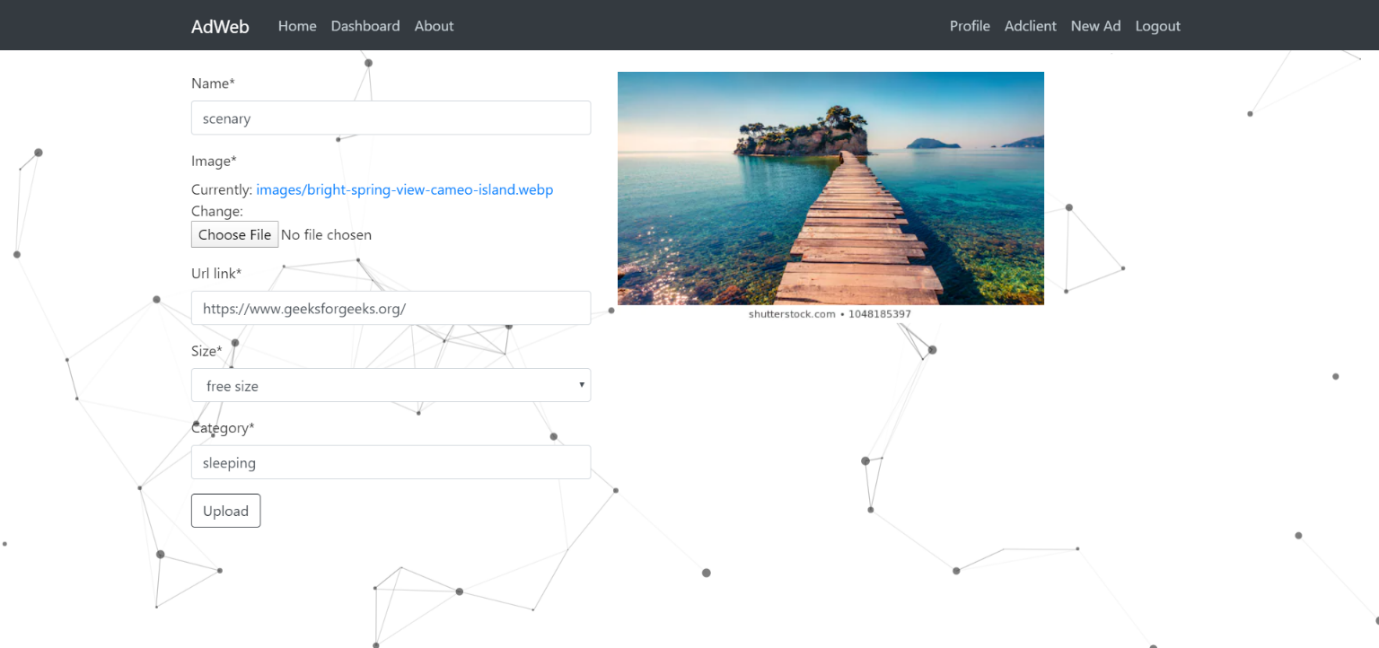 AdWeb Home Dashboard About Profile Adclient New Ad Logout
Name*
scenary
Image*
Currently: images/bright-spring-view-cameo-island.webp
Change:
Choose File No file chosen
Url link*
https://www.geeksforgeeks.org/
Size*
free size
Category*
sleeping
Upload
shutterstock.com • 1048185397